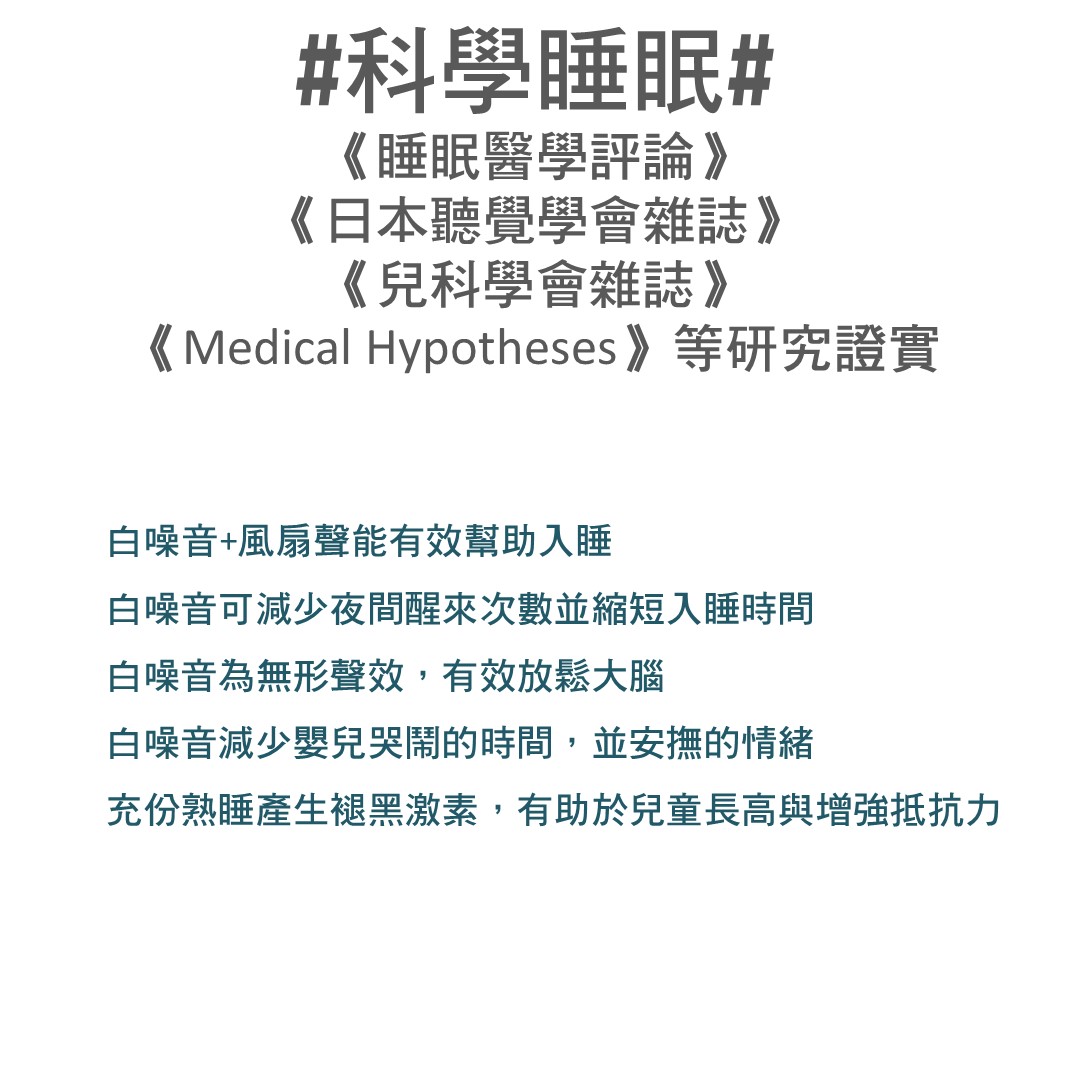 #科學睡眠#
《睡眠醫學評論》
《日本聽覺學會雜誌》
《兒科學會雜誌》
《Medical Hypotheses》等研究證實
白噪音+風扇聲能有效幫助入睡
白噪音可減少夜間醒來次數並縮短入睡時間
白噪音為無形聲效，有效放鬆大腦
白噪音減少嬰兒哭鬧的時間，並安撫的情緒
充份熟睡產生褪黑激素，有助於兒童長高與增強抵抗力